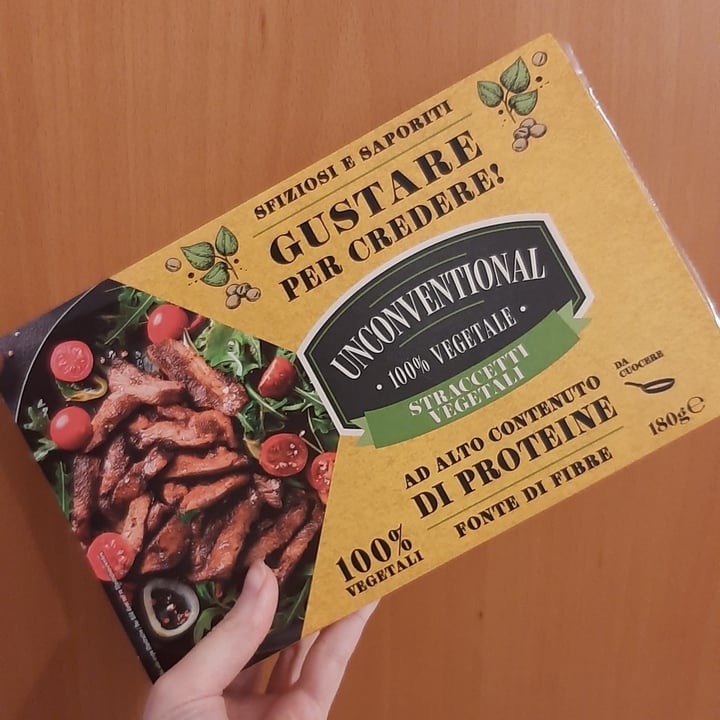 SFIZIOSI E SAPORITI
GUSTARE
PER CREDERE!
UNCONVENTIONAL
• 100% VEGETALE •
STRACCETTI
VEGETALI
DA
CUOCERE
AD ALTO CONTENUTO
DI PROTEINE
FONTE DI FIBRE
180g ℮
100%
VEGETALI